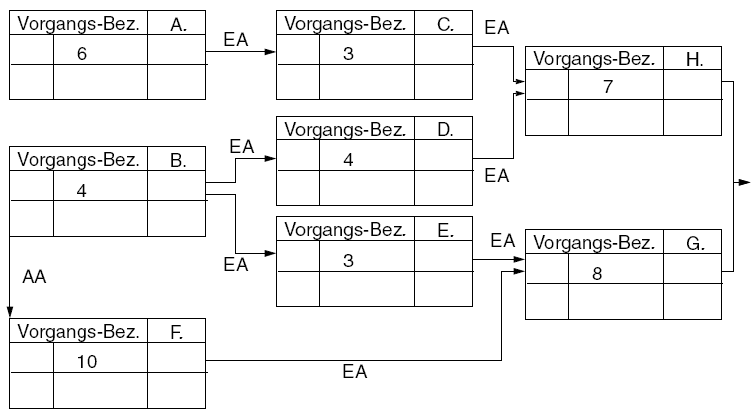 Vorgangs-Bez. A.
6
EA
Vorgangs-Bez. C.
3
EA
Vorgangs-Bez. H.
7
Vorgangs-Bez. B.
4
EA
Vorgangs-Bez. D.
4
EA
EA
Vorgangs-Bez. E.
3
EA
Vorgangs-Bez. G.
8
AA
Vorgangs-Bez. F.
10
EA